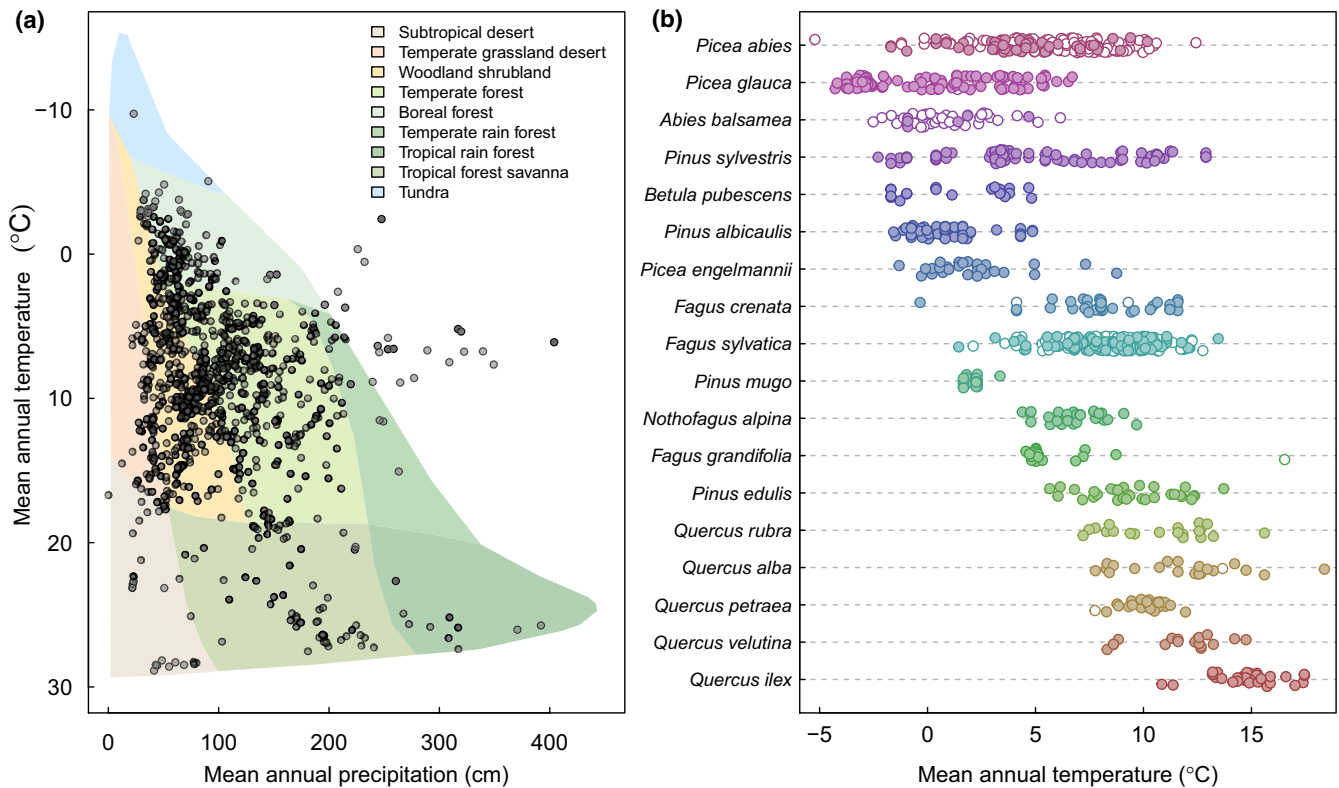 (a)
Subtropical desert
Temperate grassland desert
Woodland shrubland
Temperate forest
Boreal forest
Temperate rain forest
Tropical rain forest
Tropical forest savanna
Tundra
Mean annual temperature (°C)
−10
0
10
20
30
0 100 200 300 400
Mean annual precipitation (cm)
(b)
Picea abies
Picea glauca
Abies balsamea
Pinus sylvestris
Betula pubescens
Pinus albicaulis
Picea engelmannii
Fagus crenata
Fagus sylvatica
Pinus mugo
Nothofagus alpina
Fagus grandifolia
Pinus edulis
Quercus rubra
Quercus alba
Quercus petraea
Quercus velutina
Quercus ilex
−5 0 5 10 15
Mean annual temperature (°C)